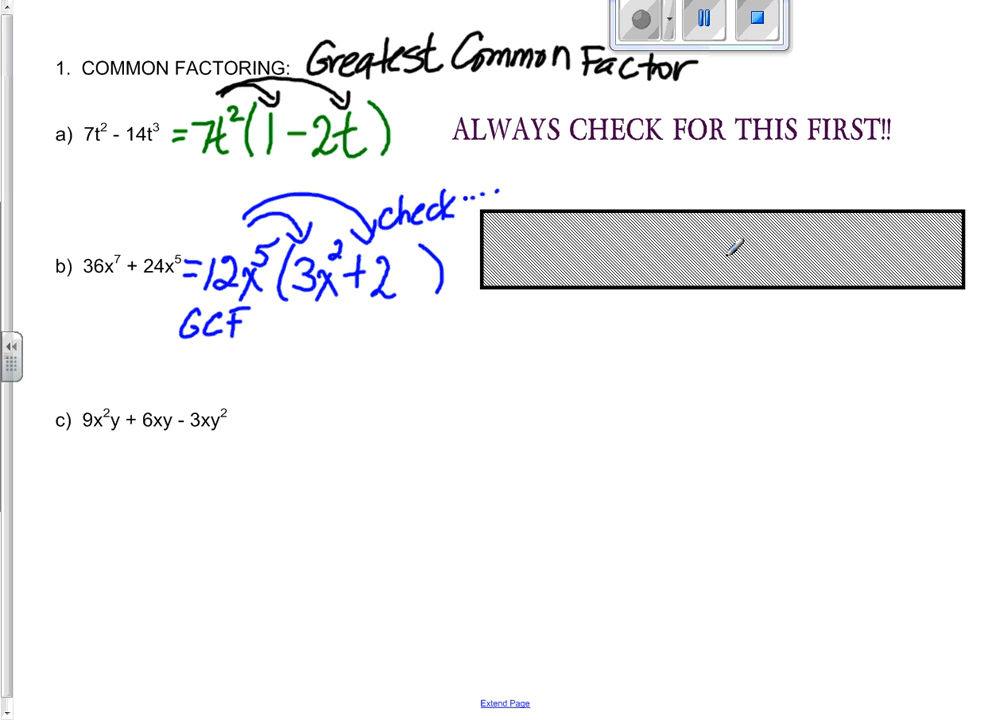 1. COMMON FACTORING: Greatest Common Factor
a) 7t² - 14t³ = 7t²(1 - 2t)
ALWAYS CHECK FOR THIS FIRST!!
check....
b) 36x⁷ + 24x⁵ = 12x⁵(3x² + 2 )
GCF
c) 9x²y + 6xy - 3xy²
Extend Page